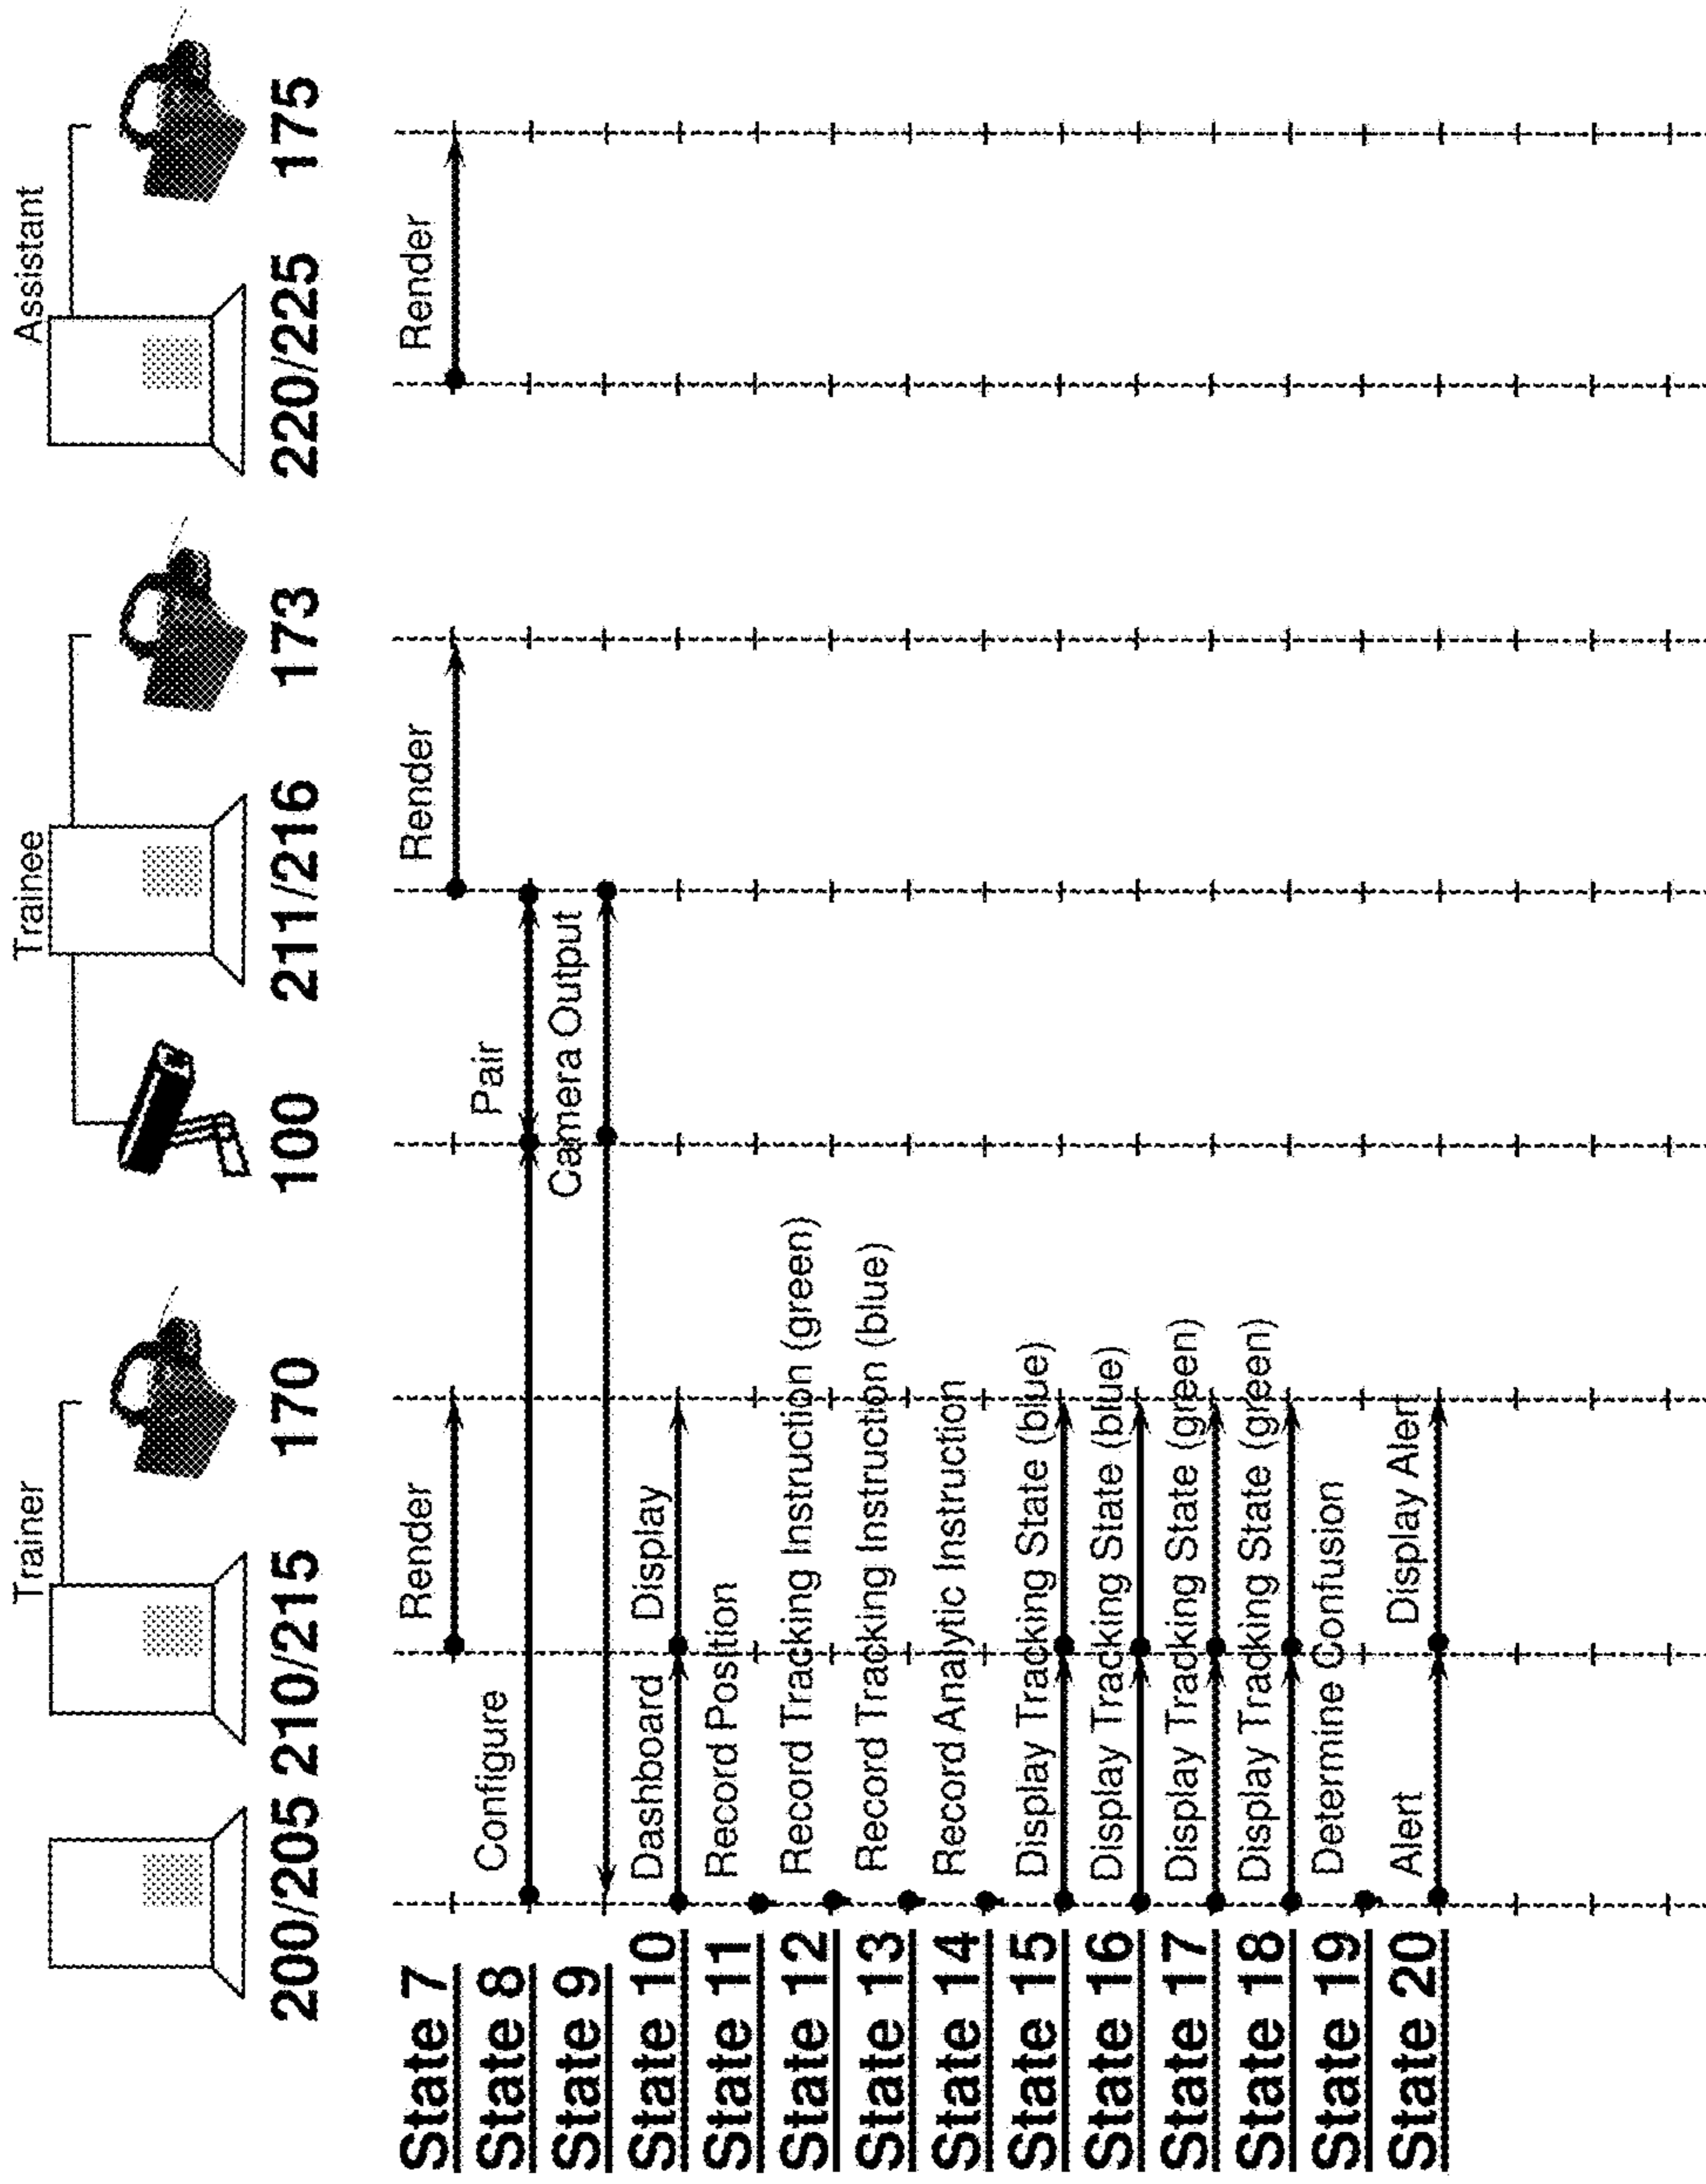 Trainer
Trainee
Assistant
200/205 210/215 170 100 211/216 173 220/225 175
State 7 Render Render Render
State 8 Configure Pair
State 9 Camera Output
State 10 Dashboard Display
State 11 Record Position
State 12 Record Tracking Instruction (green)
State 13 Record Tracking Instruction (blue)
State 14 Record Analytic Instruction
State 15 Display Tracking State (blue)
State 16 Display Tracking State (blue)
State 17 Display Tracking State (green)
State 18 Display Tracking State (green)
State 19 Determine Confusion
State 20 Alert Display Alert